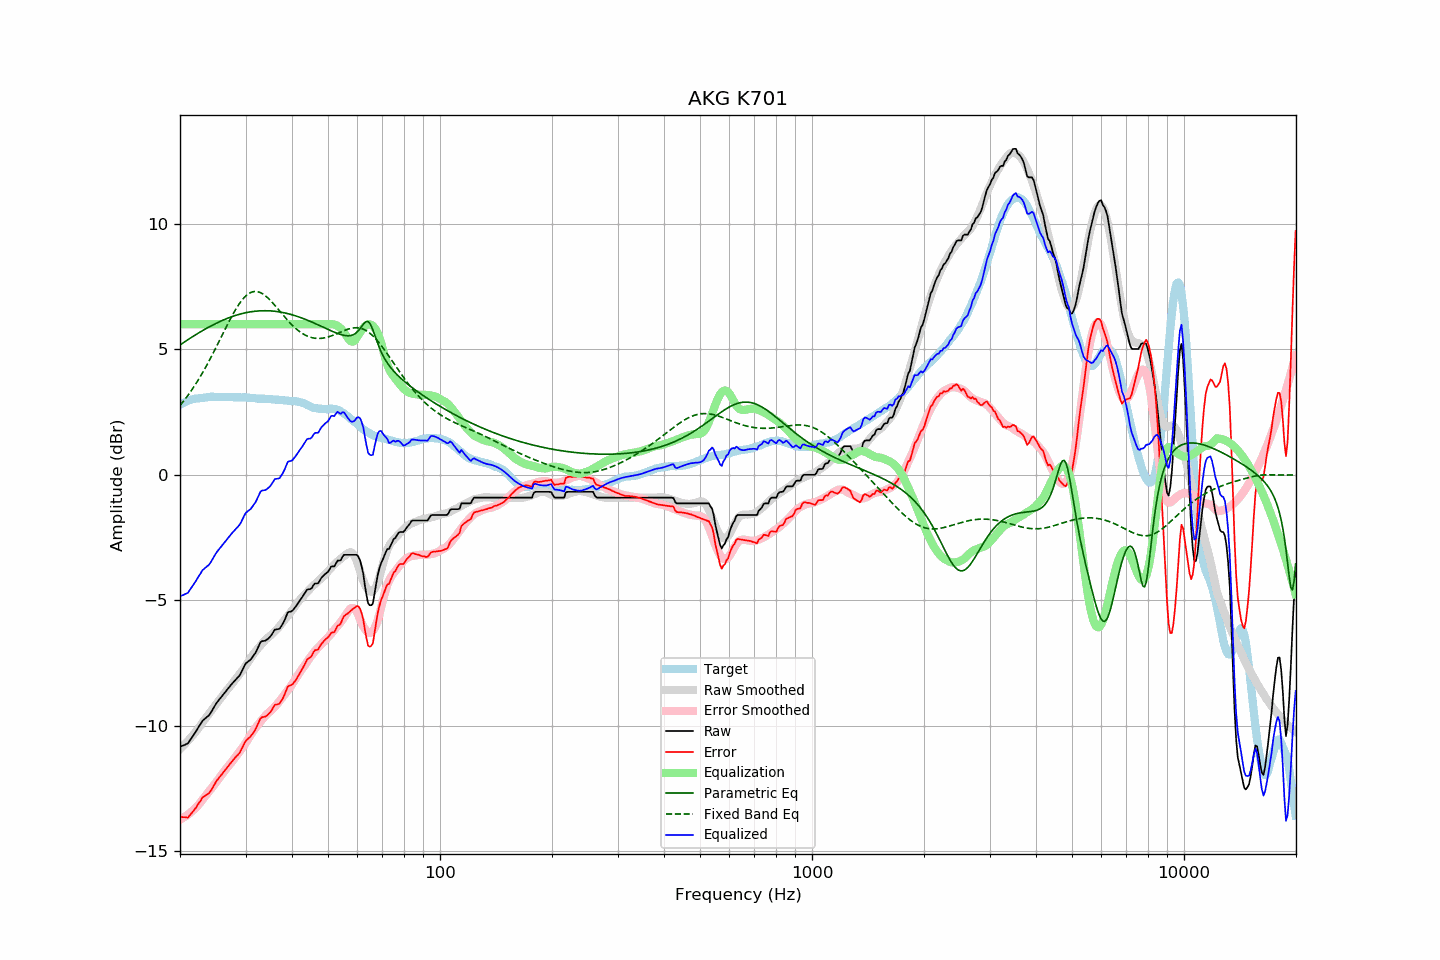 AKG K701
Amplitude (dBr)
10
5
0
−5
−10
−15
Target
Raw Smoothed
Error Smoothed
Raw
Error
Equalization
Parametric Eq
Fixed Band Eq
Equalized
100 1000 10000
Frequency (Hz)